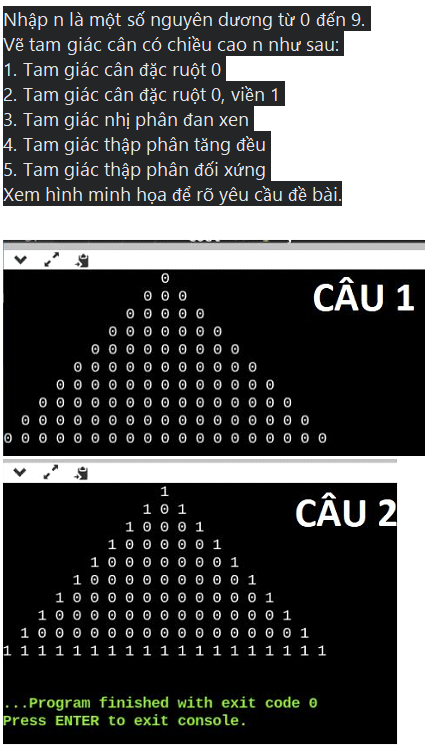 Nhập n là một số nguyên dương từ 0 đến 9.
Vẽ tam giác cân có chiều cao n như sau:
1. Tam giác cân đặc ruột 0
2. Tam giác cân đặc ruột 0, viền 1
3. Tam giác nhị phân đan xen
4. Tam giác thập phân tăng đều
5. Tam giác thập phân đối xứng
Xem hình minh họa để rõ yêu cầu đề bài.
CÂU 1
0
0 0 0
0 0 0 0 0
0 0 0 0 0 0 0
0 0 0 0 0 0 0 0 0
0 0 0 0 0 0 0 0 0 0 0
0 0 0 0 0 0 0 0 0 0 0 0 0
0 0 0 0 0 0 0 0 0 0 0 0 0 0 0
0 0 0 0 0 0 0 0 0 0 0 0 0 0 0 0 0
0 0 0 0 0 0 0 0 0 0 0 0 0 0 0 0 0 0 0
CÂU 2
1
1 0 1
1 0 0 0 1
1 0 0 0 0 0 1
1 0 0 0 0 0 0 0 1
1 0 0 0 0 0 0 0 0 0 1
1 0 0 0 0 0 0 0 0 0 0 0 1
1 0 0 0 0 0 0 0 0 0 0 0 0 0 1
1 0 0 0 0 0 0 0 0 0 0 0 0 0 0 0 1
1 1 1 1 1 1 1 1 1 1 1 1 1 1 1 1 1 1 1
...Program finished with exit code 0
Press ENTER to exit console.